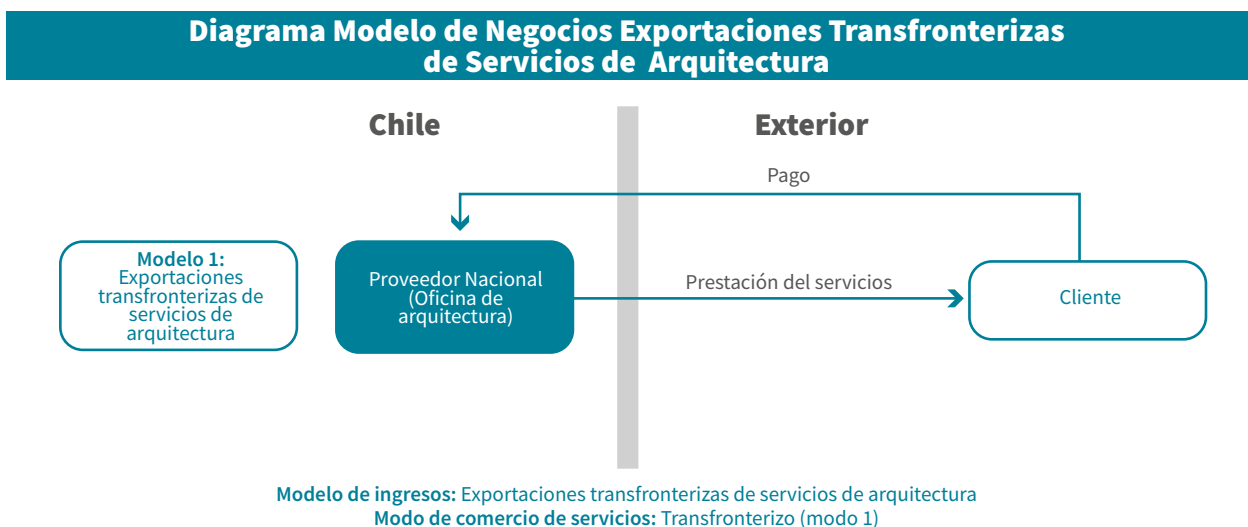 Diagrama Modelo de Negocios Exportaciones Transfronterizas
de Servicios de Arquitectura
Chile
Exterior
Pago
Modelo 1:
Exportaciones
transfronterizas de
servicios de
arquitectura
Proveedor Nacional
(Oficina de
arquitectura)
Prestación del servicios
Cliente
Modelo de ingresos: Exportaciones transfronterizas de servicios de arquitectura
Modo de comercio de servicios: Transfronterizo (modo 1)